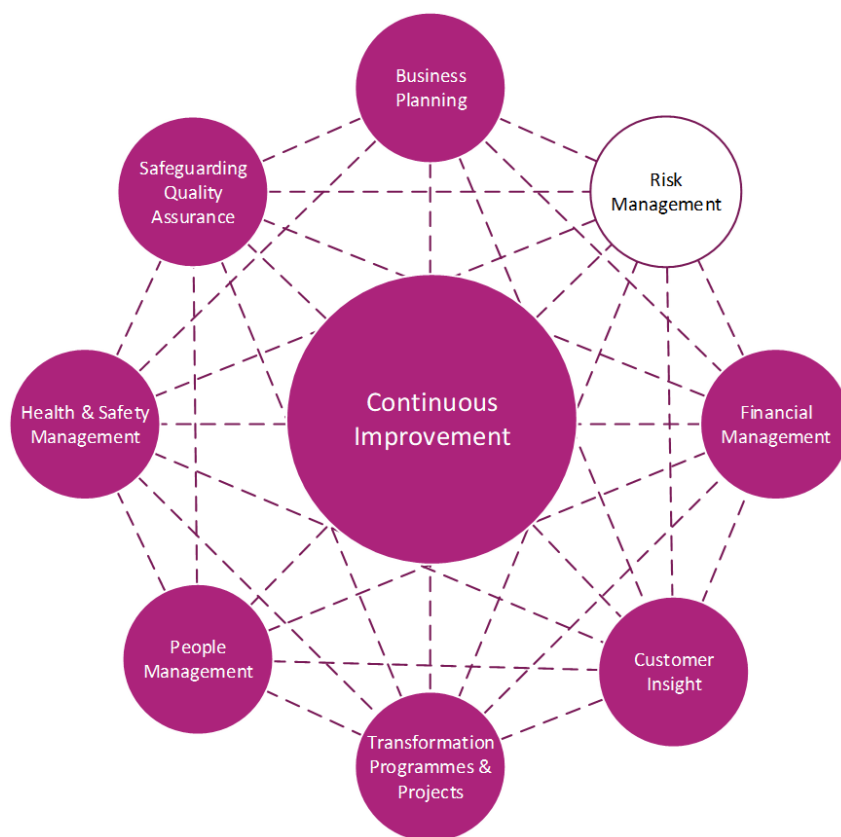 Business
Planning
Risk
Management
Safeguarding
Quality
Assurance
Continuous
Improvement
Health & Safety
Management
Financial
Management
People
Management
Customer
Insight
Transformation
Programmes &
Projects